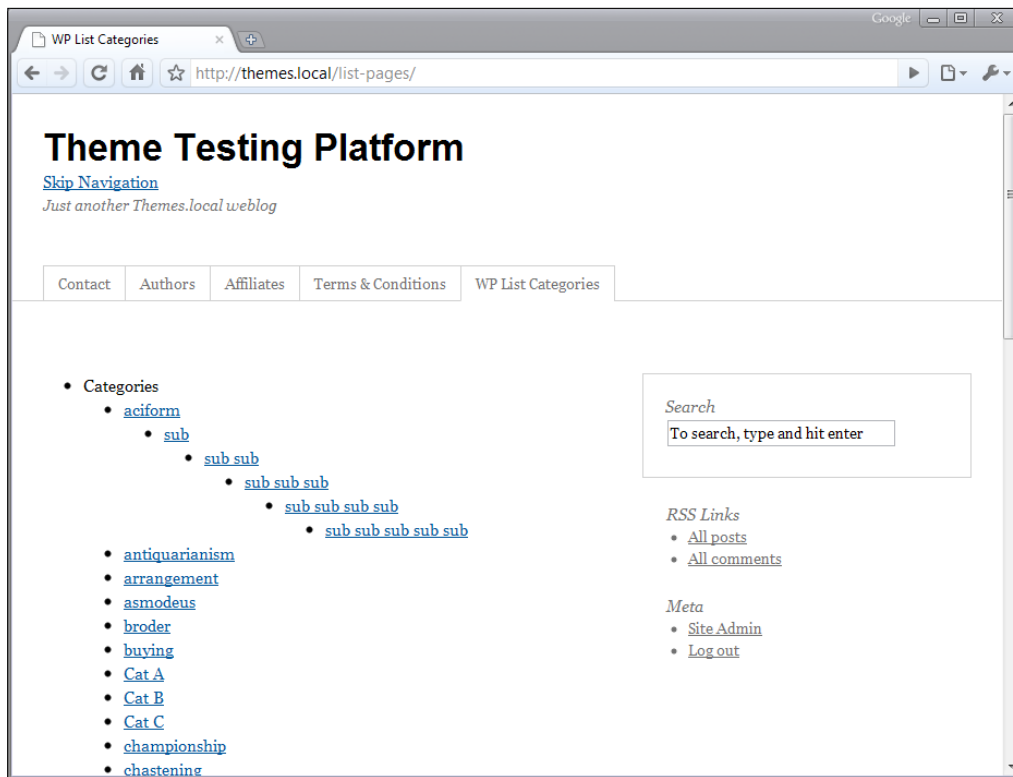 Google
WP List Categories
http://themes.local/list-pages/
Theme Testing Platform
Skip Navigation
Just another Themes.local weblog
Contact
Authors
Affiliates
Terms & Conditions
WP List Categories
Categories
aciform
sub
sub sub
sub sub sub
sub sub sub sub
sub sub sub sub sub
antiquarianism
arrangement
asmodeus
broder
buying
Cat A
Cat B
Cat C
championship
chastening
Search
To search, type and hit enter
RSS Links
All posts
All comments
Meta
Site Admin
Log out